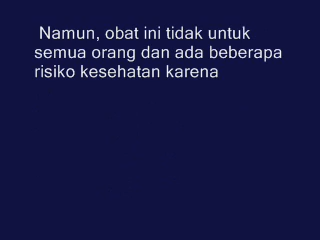 Namun, obat ini tidak untuk
semua orang dan ada beberapa
risiko kesehatan karena